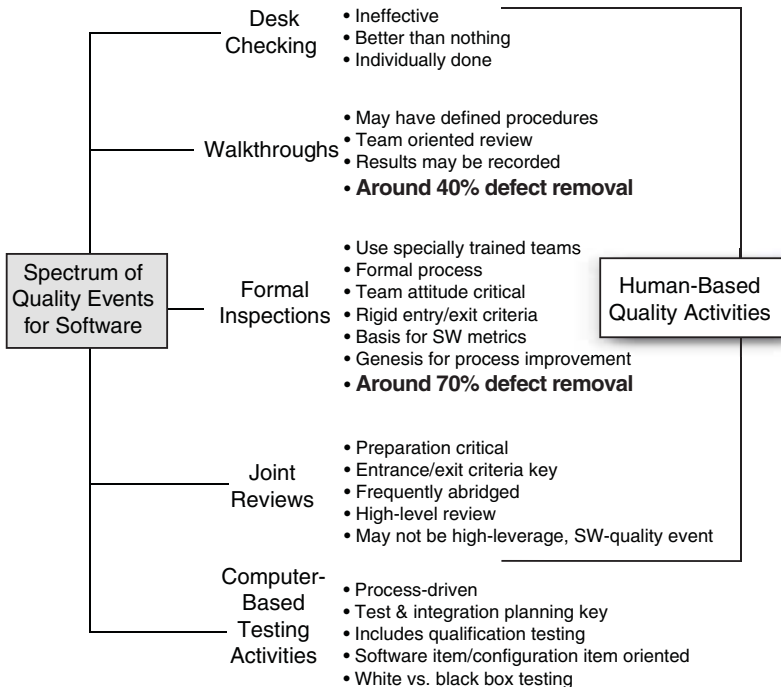 Desk
Checking
• Ineffective
• Better than nothing
• Individually done
Walkthroughs
• May have defined procedures
• Team oriented review
• Results may be recorded
• Around 40% defect removal
Spectrum of
Quality Events
for Software
Formal
Inspections
• Use specially trained teams
• Formal process
• Team attitude critical
• Rigid entry/exit criteria
• Basis for SW metrics
• Genesis for process improvement
• Around 70% defect removal
Human-Based
Quality Activities
Joint
Reviews
• Preparation critical
• Entrance/exit criteria key
• Frequently abridged
• High-level review
• May not be high-leverage, SW-quality event
Computer-
Based
Testing
Activities
• Process-driven
• Test & integration planning key
• Includes qualification testing
• Software item/configuration item oriented
• White vs. black box testing